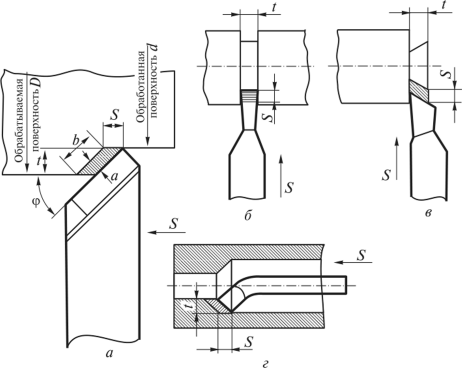 Обрабатываемая
поверхность D
Обработанная
поверхность d
S
b
t
a
φ
S
а
t
S
S
б
t
S
S
в
S
t
S
г